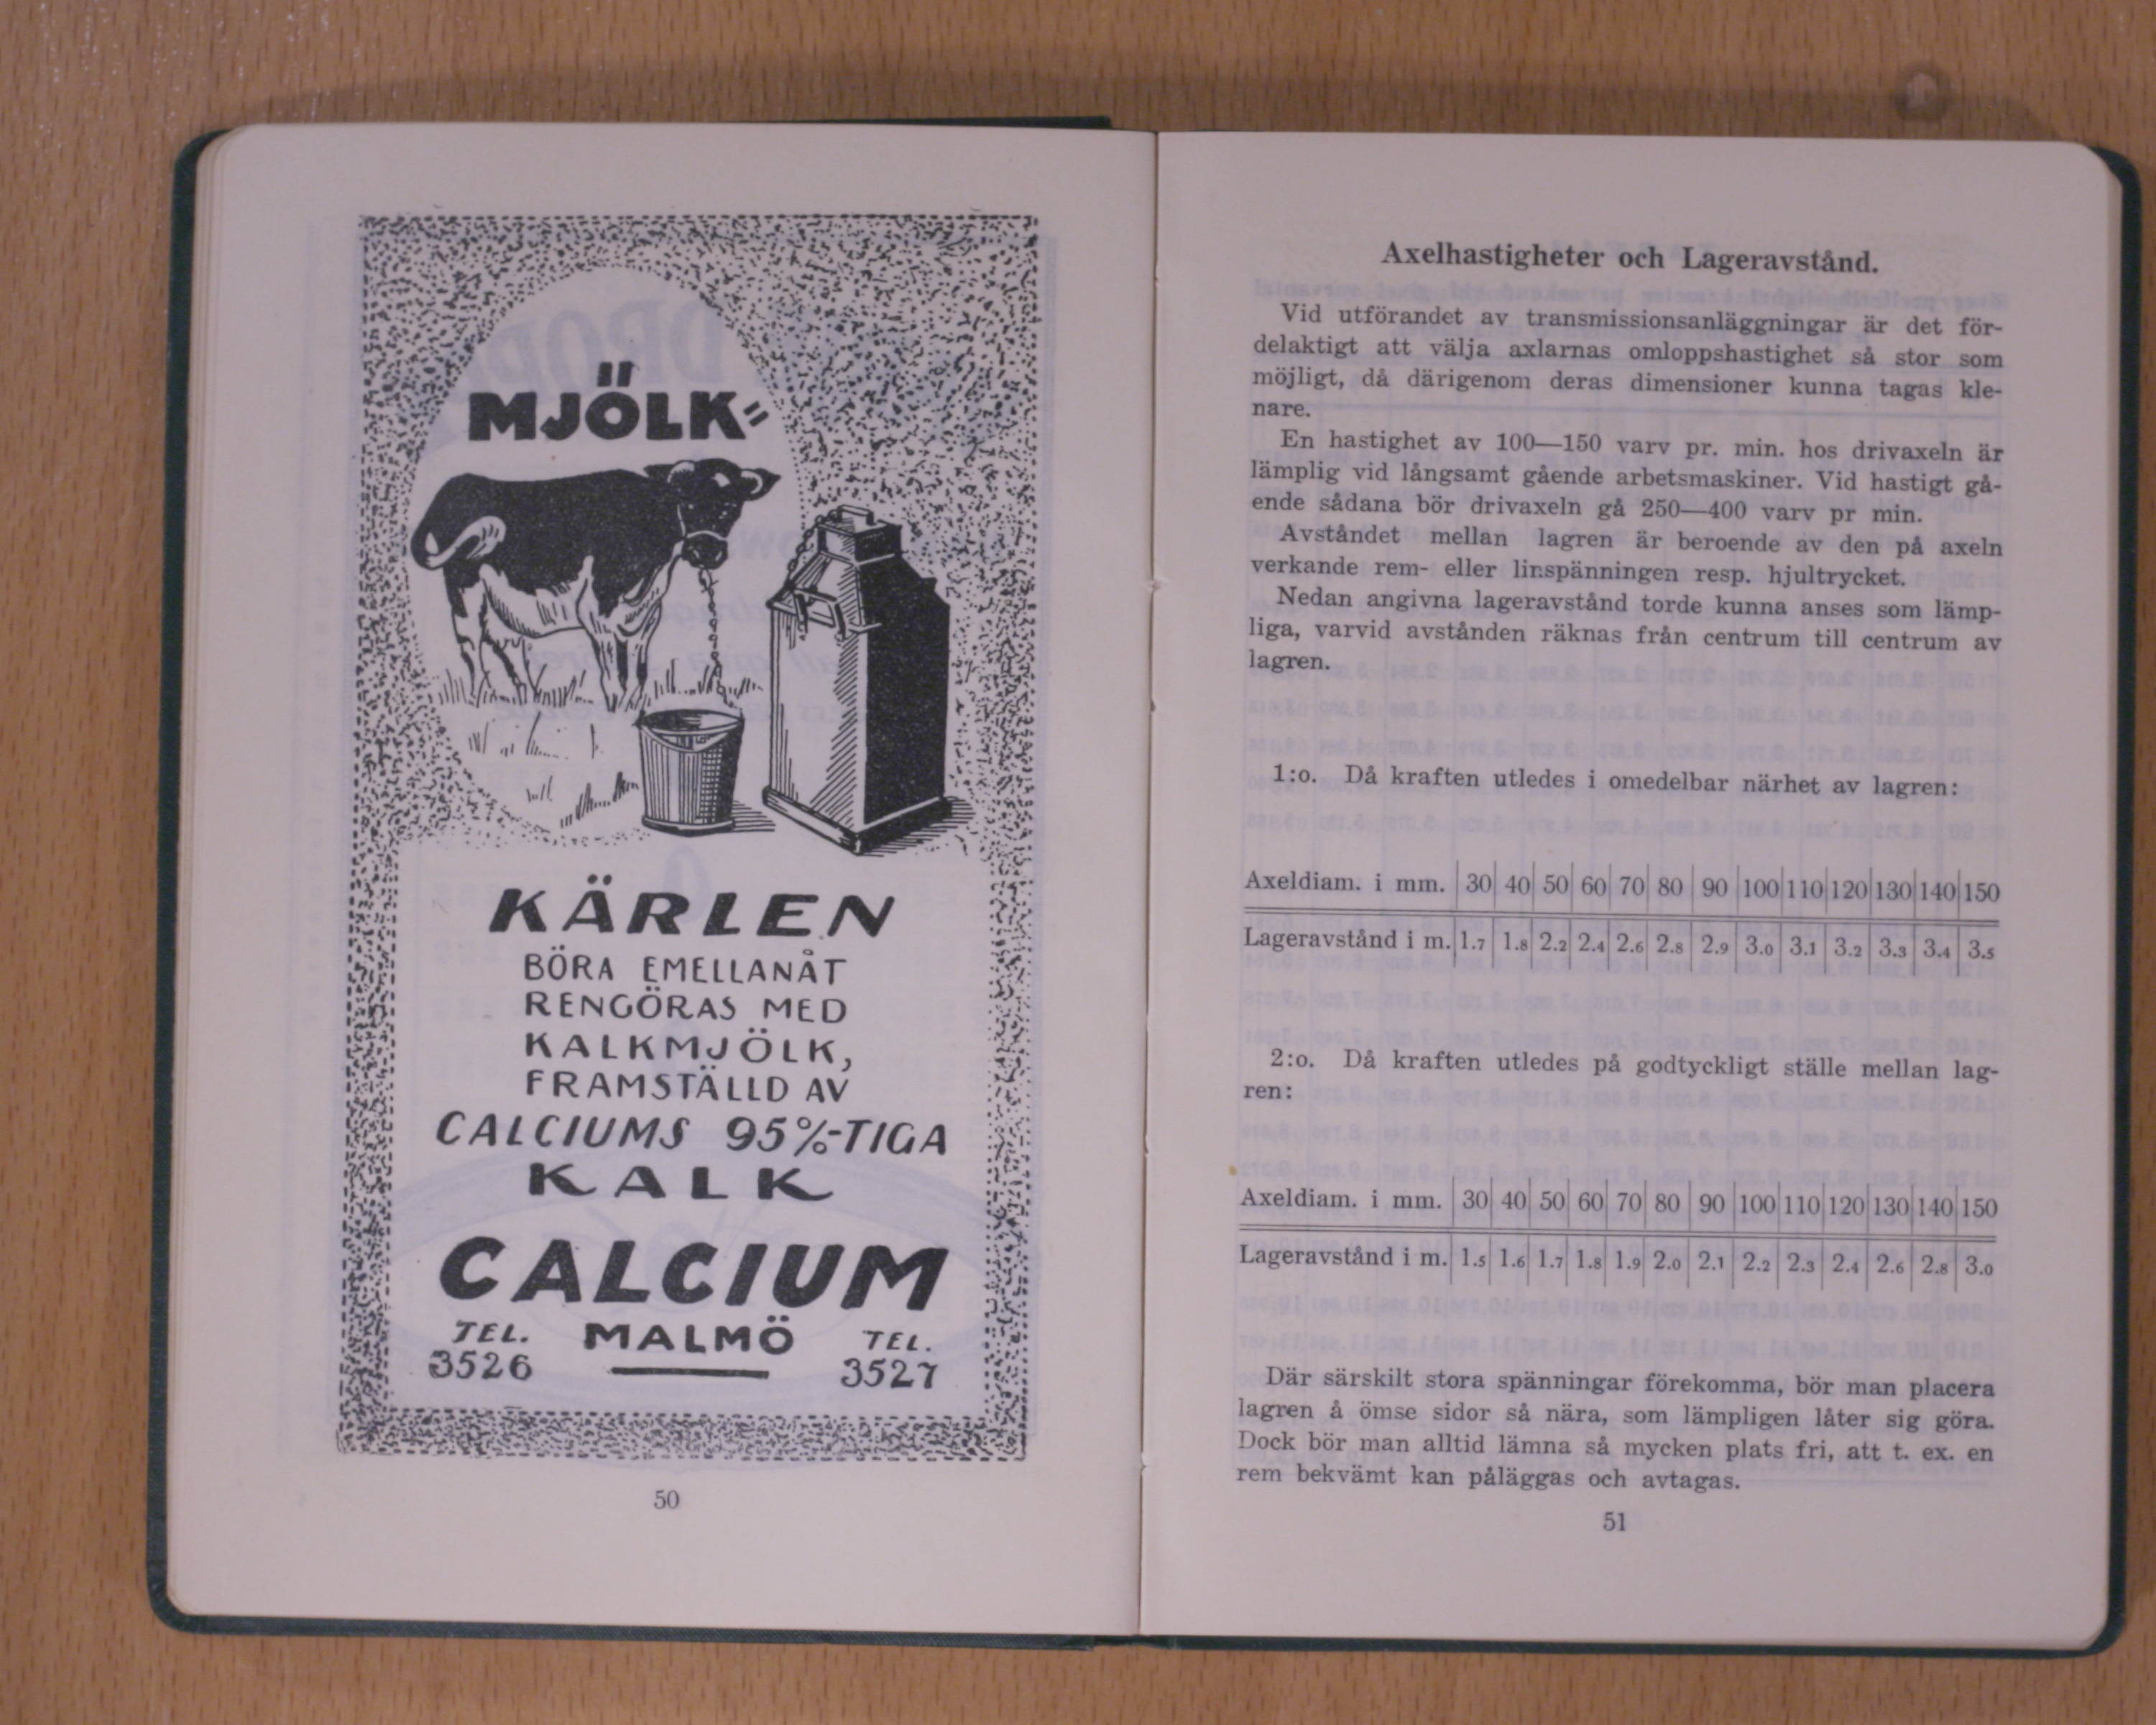 MJÖLK=
KÄRLEN
BÖRA EMELLANÅT
RENGÖRAS MED
KALKMJÖLK,
FRAMSTÄLLD AV
CALCIUMS 95%-TIGA
KALK
CALCIUM
TEL. MALMÖ TEL.
3526 3527
50
Axelhastigheter och Lageravstånd.
Vid utförandet av transmissionsanläggningar är det för-
delaktigt att välja axlarnas omloppshastighet så stor som
möjligt, då därigenom deras dimensioner kunna tagas kle-
nare.
En hastighet av 100—150 varv pr. min. hos drivaxeln är
lämplig vid långsamt gående arbetsmaskiner. Vid hastigt gå-
ende sådana bör drivaxeln gå 250—400 varv pr min.
Avståndet mellan lagren är beroende av den på axeln
verkande rem- eller linspänningen resp. hjultrycket.
Nedan angivna lageravstånd torde kunna anses som lämp-
liga, varvid avstånden räknas från centrum till centrum av
lagren.
1:o. Då kraften utledes i omedelbar närhet av lagren:
Axeldiam. i mm. 30 40 50 60 70 80 90 100 110 120 130 140 150
Lageravstånd i m. 1.7 1.8 2.2 2.4 2.6 2.8 2.9 3.0 3.1 3.2 3.3 3.4 3.5
2:o. Då kraften utledes på godtyckligt ställe mellan lag-
ren:
Axeldiam. i mm. 30 40 50 60 70 80 90 100 110 120 130 140 150
Lageravstånd i m. 1.5 1.6 1.7 1.8 1.9 2.0 2.1 2.2 2.3 2.4 2.6 2.8 3.0
Där särskilt stora spänningar förekomma, bör man placera
lagren å ömse sidor så nära, som lämpligen låter sig göra.
Dock bör man alltid lämna så mycken plats fri, att t. ex. en
rem bekvämt kan påläggas och avtagas.
51